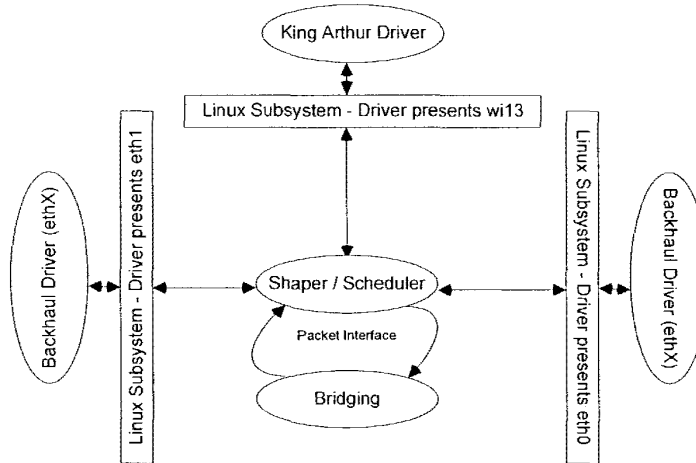 King Arthur Driver
Linux Subsystem - Driver presents wi13
Backhaul Driver (ethX)
Linux Subsystem - Driver presents eth1
Shaper / Scheduler
Packet Interface
Bridging
Linux Subsystem - Driver presents eth0
Backhaul Driver (ethX)